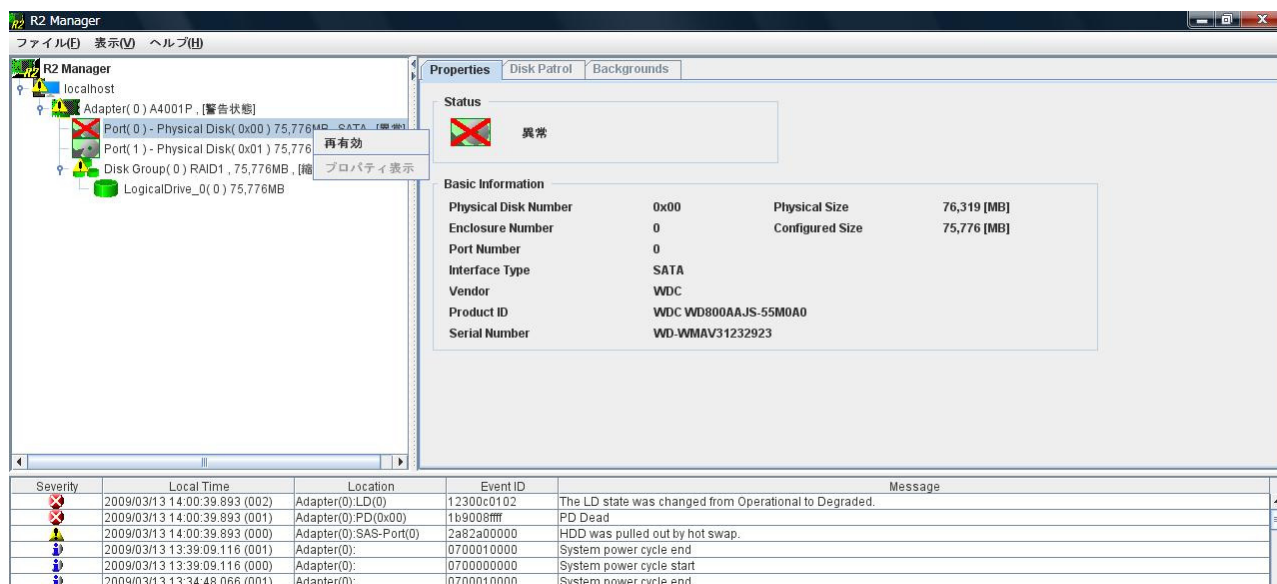 R2 Manager
ファイル(F) 表示(V) ヘルプ(H)
R2 Manager
localhost
Adapter( 0 ) A4001P , [警告状態]
Port( 0 ) - Physical Disk( 0x00 ) 75,776MB , SATA , [異常]
Port( 1 ) - Physical Disk( 0x01 ) 75,776
Disk Group( 0 ) RAID1 , 75,776MB , [縮
LogicalDrive_0( 0 ) 75,776MB
再有効
プロパティ表示
Properties Disk Patrol Backgrounds
Status
異常
Basic Information
Physical Disk Number 0x00 Physical Size 76,319 [MB]
Enclosure Number 0 Configured Size 75,776 [MB]
Port Number 0
Interface Type SATA
Vendor WDC
Product ID WDC WD800AAJS-55M0A0
Serial Number WD-WMAV31232923
Severity Local Time Location Event ID Message
2009/03/13 14:00:39.893 (002) Adapter(0):LD(0) 12300c0102 The LD state was changed from Operational to Degraded.
2009/03/13 14:00:39.893 (001) Adapter(0):PD(0x00) 1b9008ffff PD Dead
2009/03/13 14:00:39.893 (000) Adapter(0):SAS-Port(0) 2a82a00000 HDD was pulled out by hot swap.
2009/03/13 13:39:09.116 (001) Adapter(0): 0700010000 System power cycle end
2009/03/13 13:39:09.116 (000) Adapter(0): 0700000000 System power cycle start
2009/03/13 13:34:48.066 (001) Adapter(0): 0700010000 System power cycle end